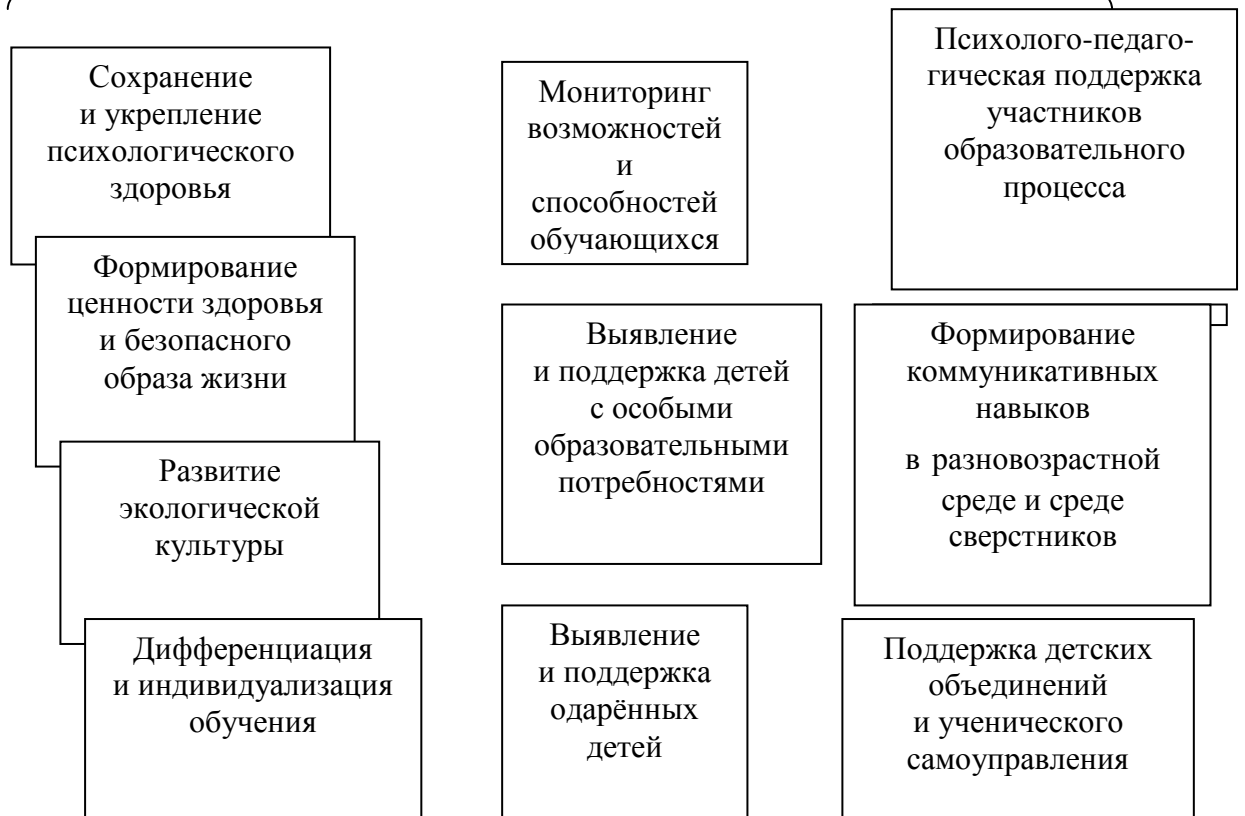 Сохранение
и укрепление
психологического
здоровья
Формирование
ценности здоровья
и безопасного
образа жизни
Развитие
экологической
культуры
Дифференциация
и индивидуализация
обучения
Мониторинг
возможностей
и
способностей
обучающихся
Выявление
и поддержка детей
с особыми
образовательными
потребностями
Выявление
и поддержка
одарённых
детей
Психолого-педаго-
гическая поддержка
участников
образовательного
процесса
Формирование
коммуникативных
навыков
в разновозрастной
среде и среде
сверстников
Поддержка детских
объединений
и ученического
самоуправления